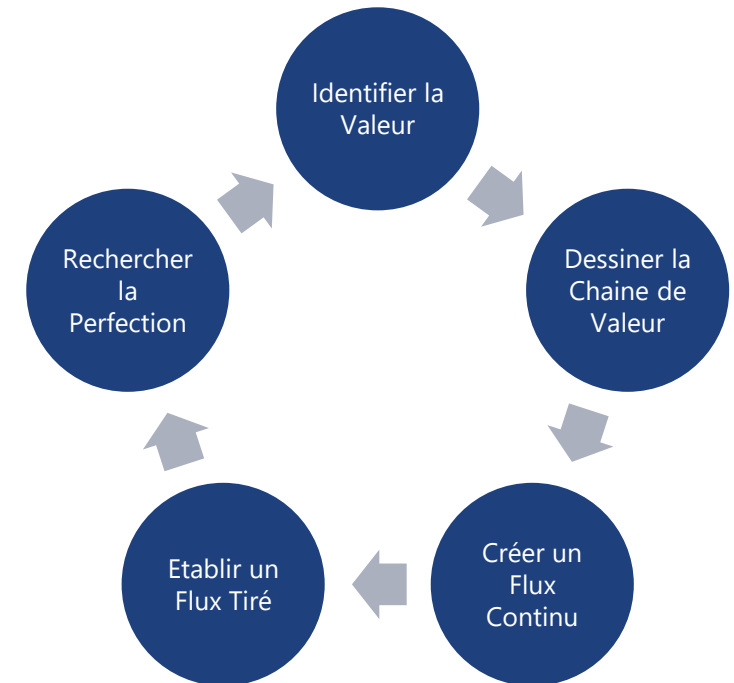 Identifier la
Valeur
Dessiner la
Chaine de
Valeur
Créer un
Flux
Continu
Etablir un
Flux Tiré
Rechercher
la
Perfection